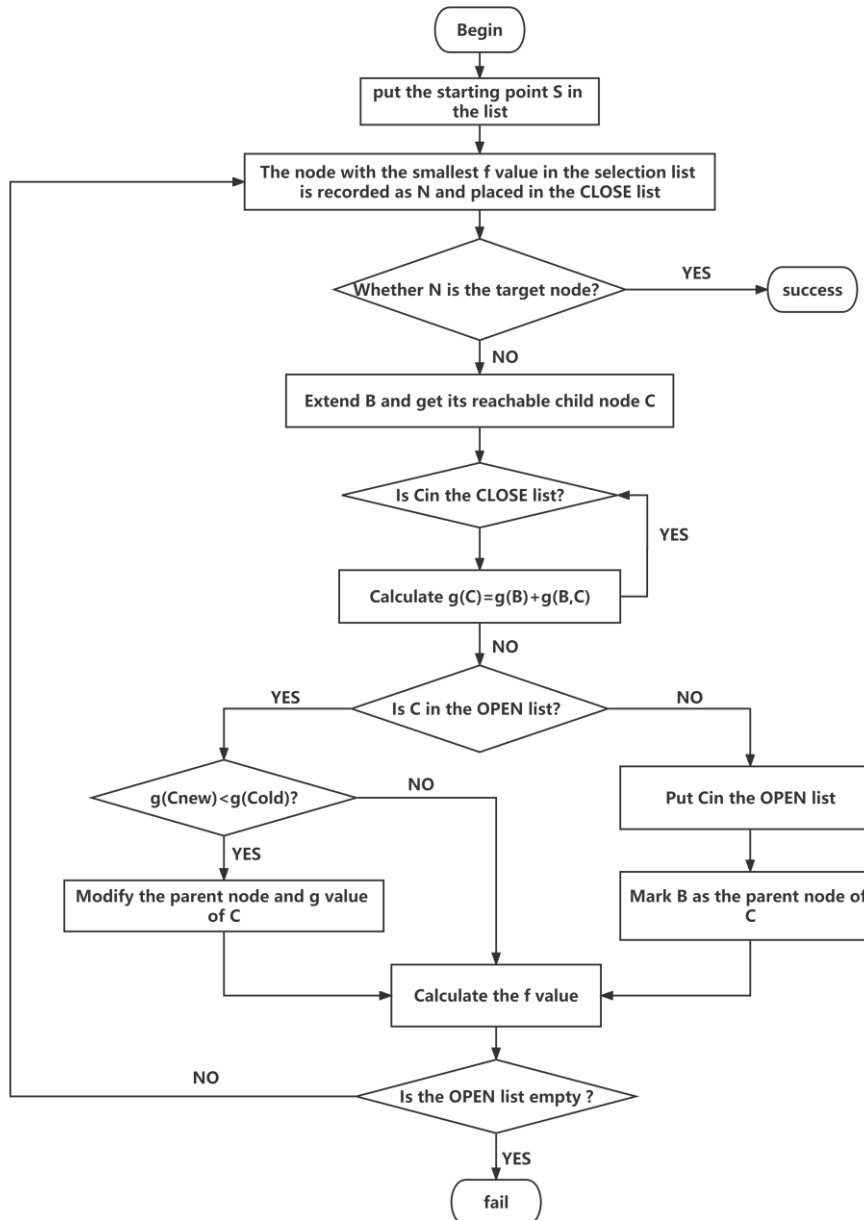 Begin
put the starting point S in
the list
The node with the smallest f value in the selection list
is recorded as N and placed in the CLOSE list
Whether N is the target node?
YES
success
NO
Extend B and get its reachable child node C
Is Cin the CLOSE list?
YES
Calculate g(C)=g(B)+g(B,C)
NO
YES
Is C in the OPEN list?
NO
g(Cnew)<g(Cold)?
NO
Put Cin the OPEN list
YES
Modify the parent node and g value
of C
Mark B as the parent node of
C
Calculate the f value
NO
Is the OPEN list empty ?
YES
fail